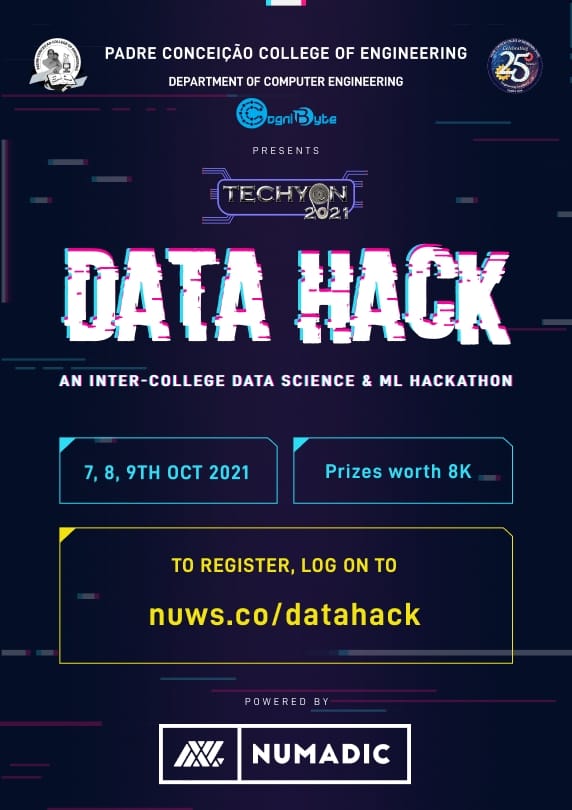 PADRE CONCEIÇÃO COLLEGE OF ENGINEERING
DEPARTMENT OF COMPUTER ENGINEERING
CogniByte
PRESENTS
TECHYON
2021
DATA HACK
AN INTER-COLLEGE DATA SCIENCE & ML HACKATHON
7, 8, 9TH OCT 2021
Prizes worth 8K
TO REGISTER, LOG ON TO
nuws.co/datahack
POWERED BY
NUMADIC
Celebrating
25